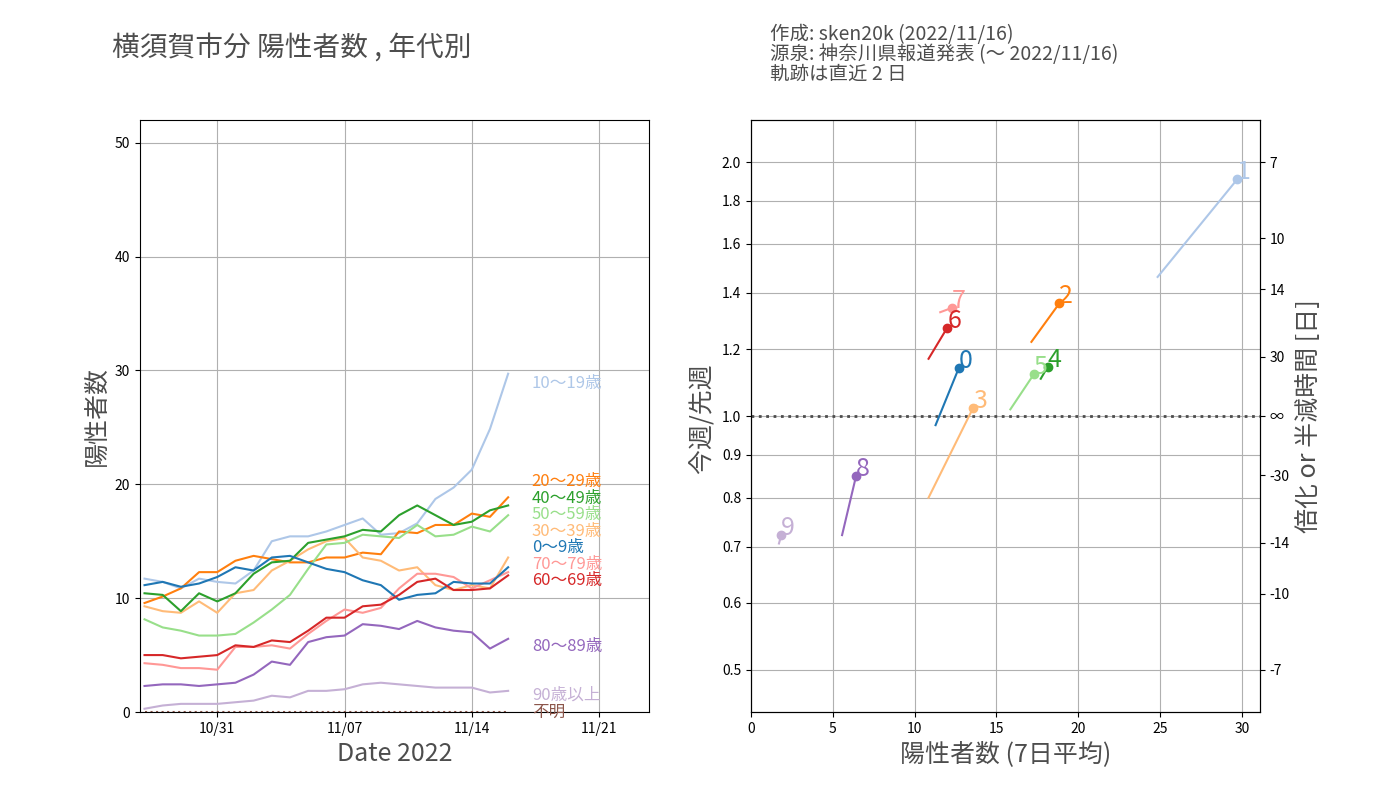 横須賀市分 陽性者数 , 年代別
作成: sken20k (2022/11/16)
源泉: 神奈川県報道発表 (～ 2022/11/16)
軌跡は直近 2 日
陽性者数
50
40
30
20
10
0
10～19歳
20～29歳
40～49歳
50～59歳
30～39歳
0～9歳
70～79歳
60～69歳
80～89歳
90歳以上
不明
10/31
11/07
11/14
11/21
Date 2022
今週/先週
2.0
1.8
1.6
1.4
1.2
1.0
0.9
0.8
0.7
0.6
0.5
1
7
2
6
0
5
4
3
8
9
0
5
10
15
20
25
30
陽性者数 (7日平均)
7
10
14
30
∞
-30
-14
-10
-7
倍化 or 半減時間 [日]